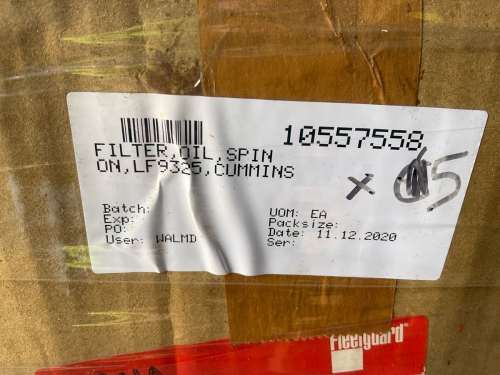 10557558
FILTER,OIL,SPIN
ON,LF9325,CUMMINS
x 5
Batch:
UOM: EA
Exp:
Packsize:
PO:
Date: 11.12.2020
User: WALMD
Ser:
Fleetguard